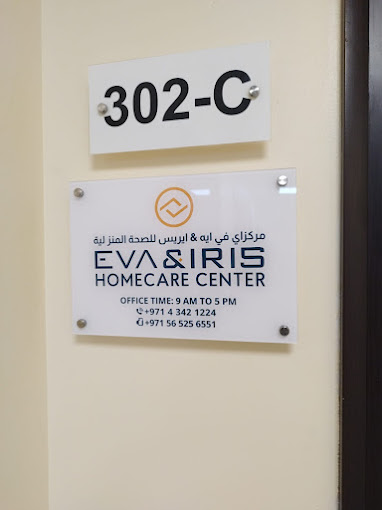 302-C
مركزاي في ايه & ايريس للصحة المنزلية
EVA&IRIS
HOMECARE CENTER
OFFICE TIME: 9 AM TO 5 PM
+971 4 342 1224
+971 56 525 6551